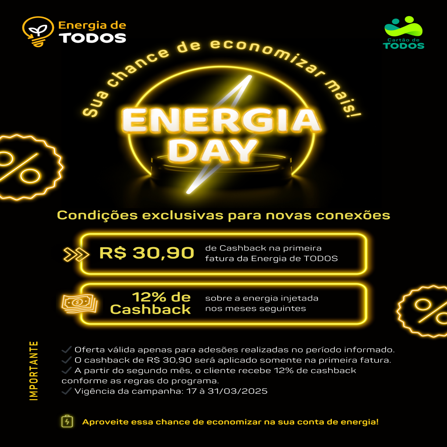 Energia de
TODOS
Cartão de
TODOS
Sua chance de economizar mais!
ENERGIA
DAY
Condições exclusivas para novas conexões
R$ 30,90
de Cashback na primeira
fatura da Energia de TODOS
12% de
Cashback
sobre a energia injetada
nos meses seguintes
IMPORTANTE
✓ Oferta válida apenas para adesões realizadas no período informado.
✓ O cashback de R$ 30,90 será aplicado somente na primeira fatura.
✓ A partir do segundo mês, o cliente recebe 12% de cashback
conforme as regras do programa.
✓ Vigência da campanha: 17 à 31/03/2025
Aproveite essa chance de economizar na sua conta de energia!